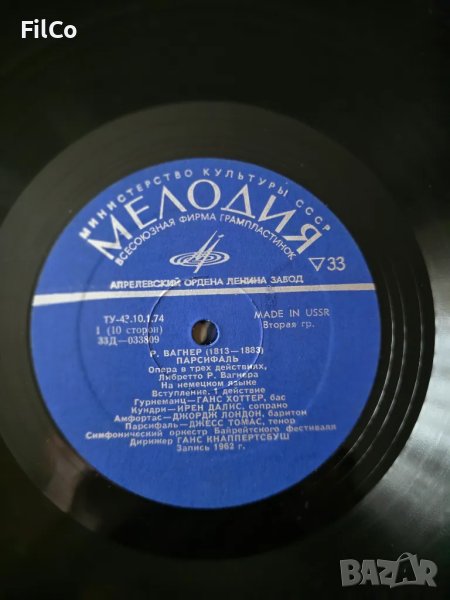 FilCo
МИНИСТЕРСТВО КУЛЬТУРЫ СССР
МЕЛОДИЯ
ВСЕСОЮЗНАЯ ФИРМА ГРАМПЛАСТИНОК
▽33
АПРЕЛЕВСКИЙ ОРДЕНА ЛЕНИНА ЗАВОД
ТУ-43.10.1.74
MADE IN USSR
1 (10 сторон)
Вторая гр.
33Д—033809
Р. ВАГНЕР (1813—1883)
ПАРСИФАЛЬ
Опера в трех действиях,
Либретто Р. Вагнера
На немецком языке
Вступление. 1 действие
Гурнеманц—ГАНС ХОТТЕР, бас
Кундри—ИРЕН ДАЛИС, сопрано
Амфортас—ДЖОРДЖ ЛОНДОН, баритон
Парсифаль—ДЖЕСС ТОМАС, тенор
Симфонический оркестр Байрейтского Фестиваля
Дирижер ГАНС КНАППЕРТСБУШ
Запись 1962 г.
BAZAR